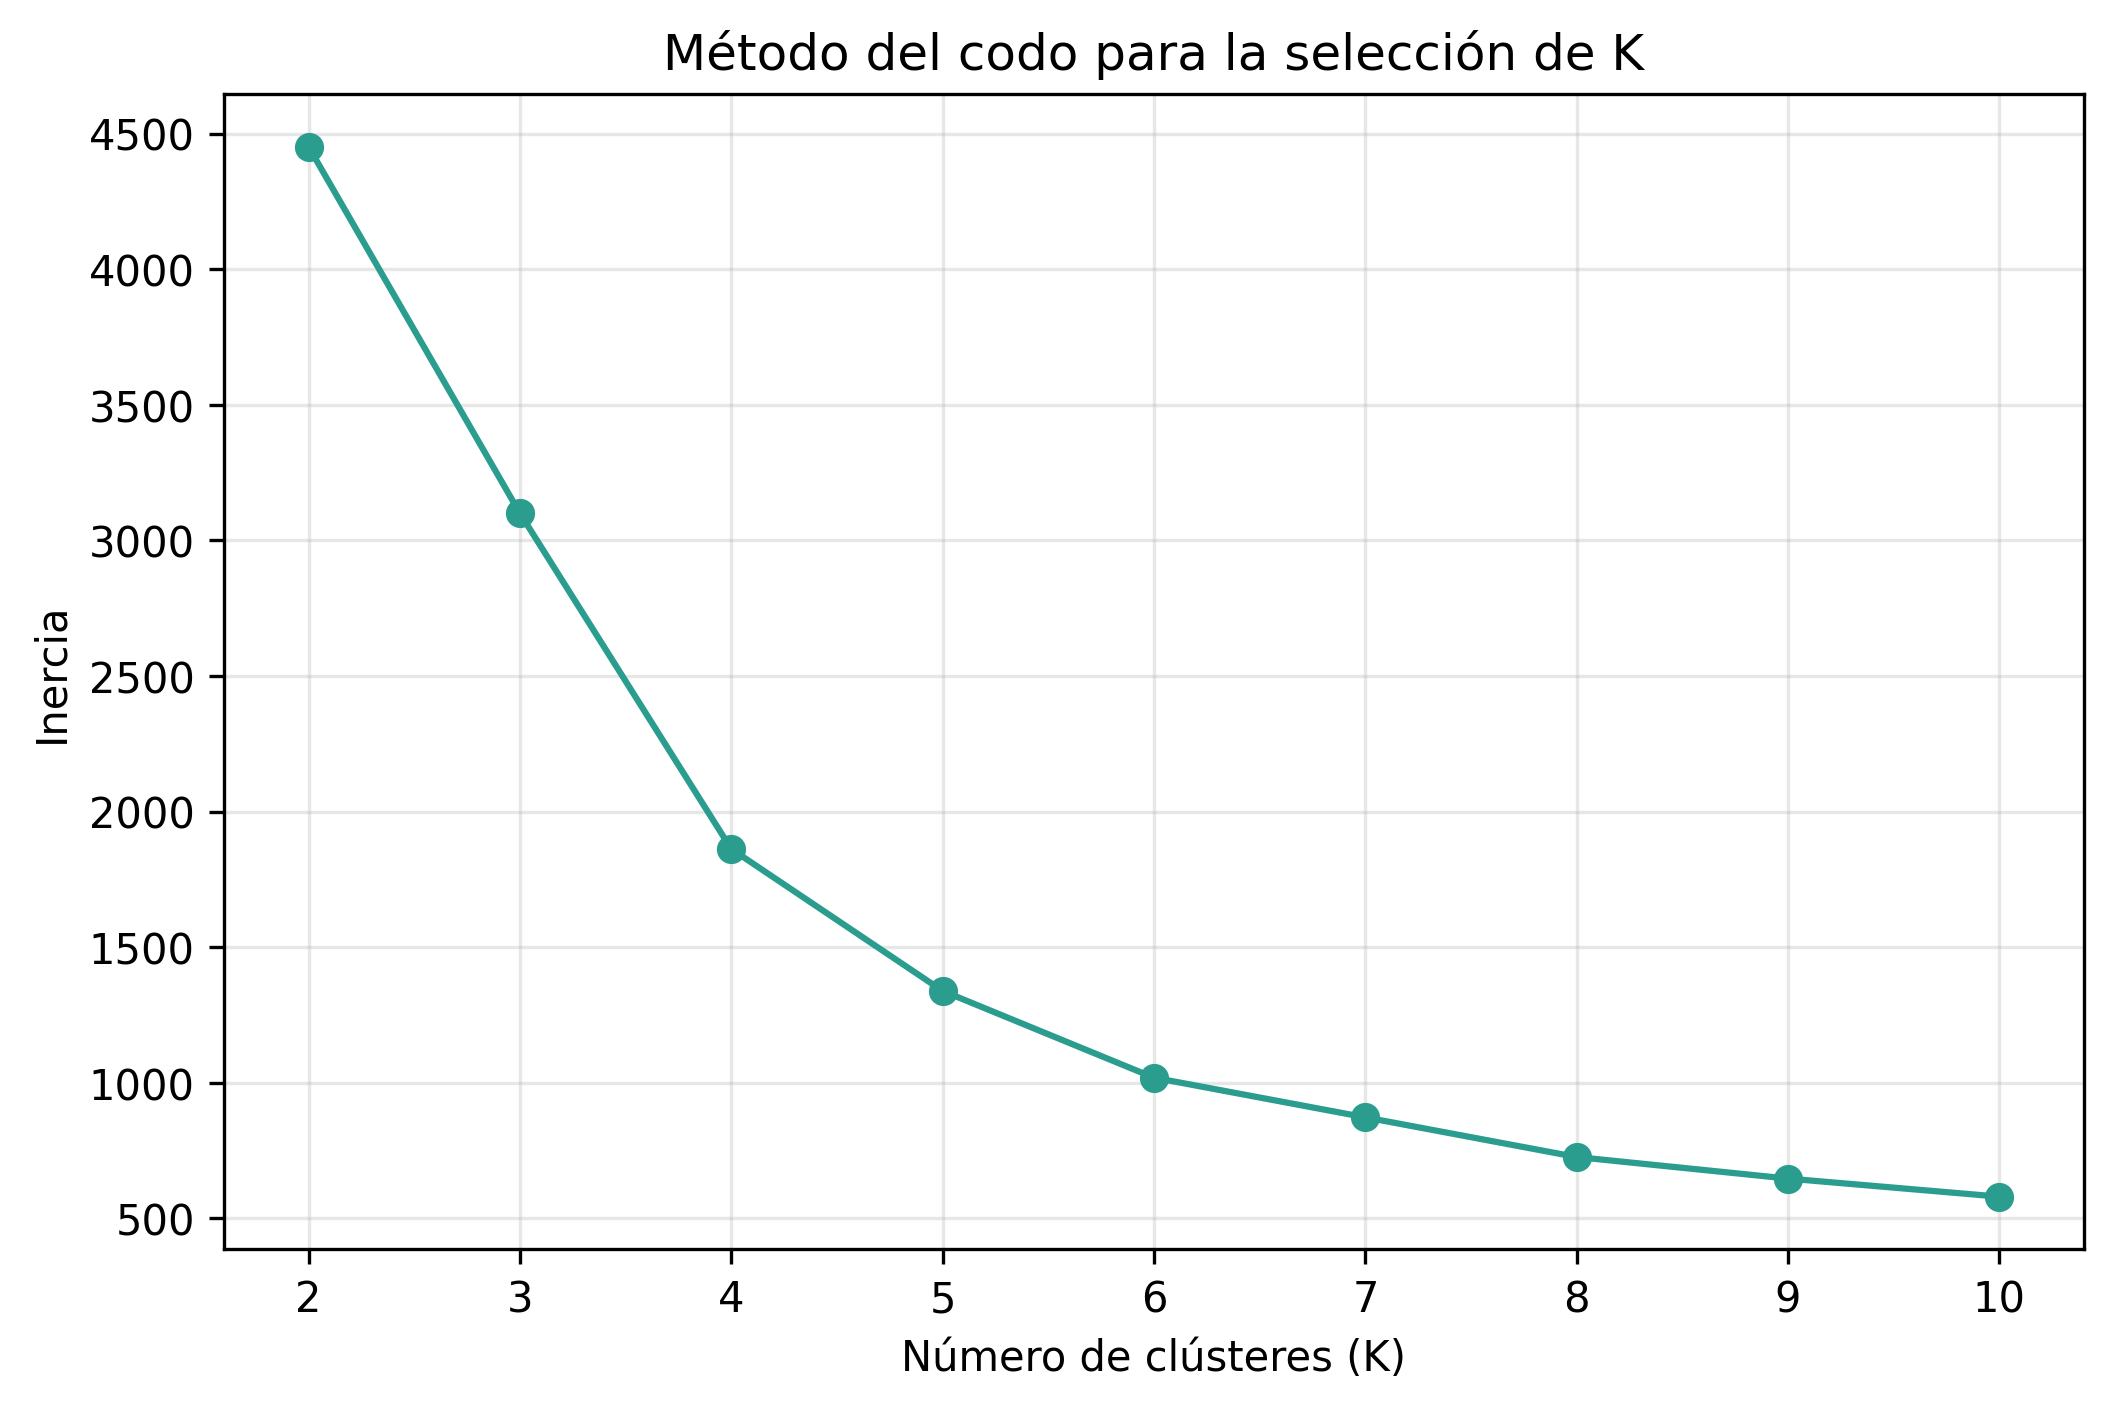 Método del codo para la selección de K
4500
4000
3500
3000
2500
2000
1500
1000
500
Inercia
2 3 4 5 6 7 8 9 10
Número de clústeres (K)